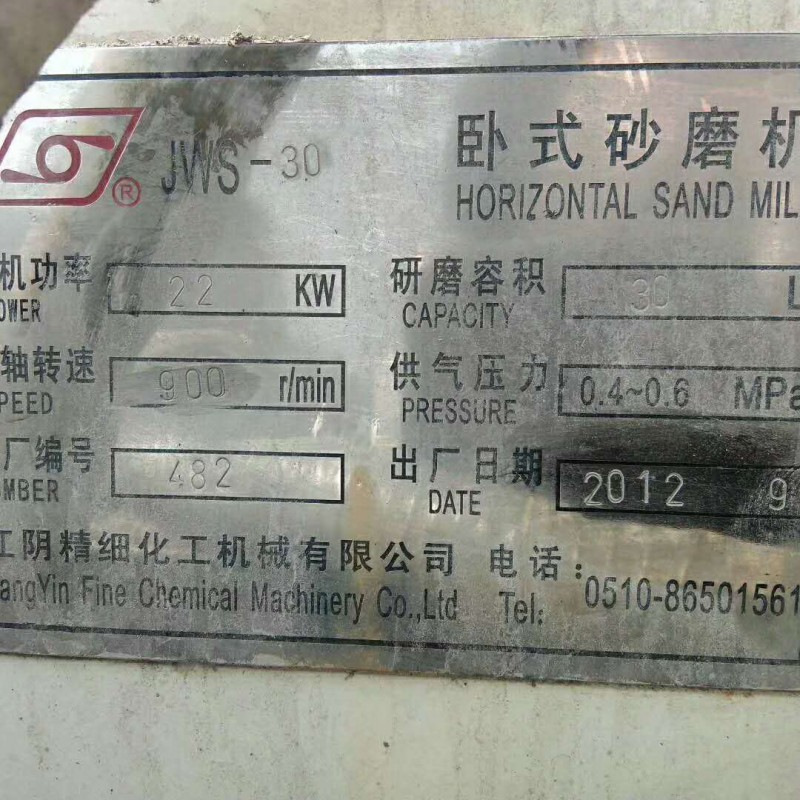 ® JWS-30 卧式砂磨机
HORIZONTAL SAND MIL
机功率 22 KW 研磨容积 30 L
OWER CAPACITY
轴转速 900 r/min 供气压力 0.4~0.6 MPa
PEED PRESSURE
厂编号 482 出厂日期 2012 9
UMBER DATE
江阴精细化工机械有限公司 电话: 0510-86501561
angYin Fine Chemical Machinery Co.,Ltd Tel: